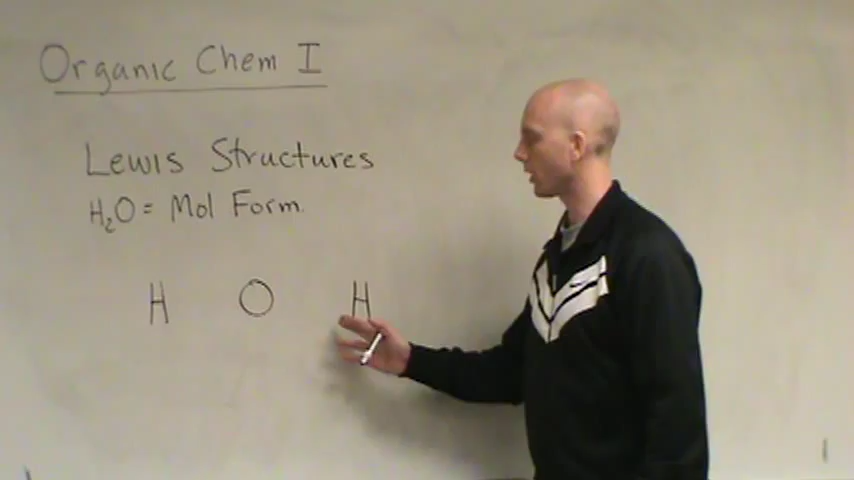 Organic Chem I
Lewis Structures
H₂O = Mol Form.
H O H